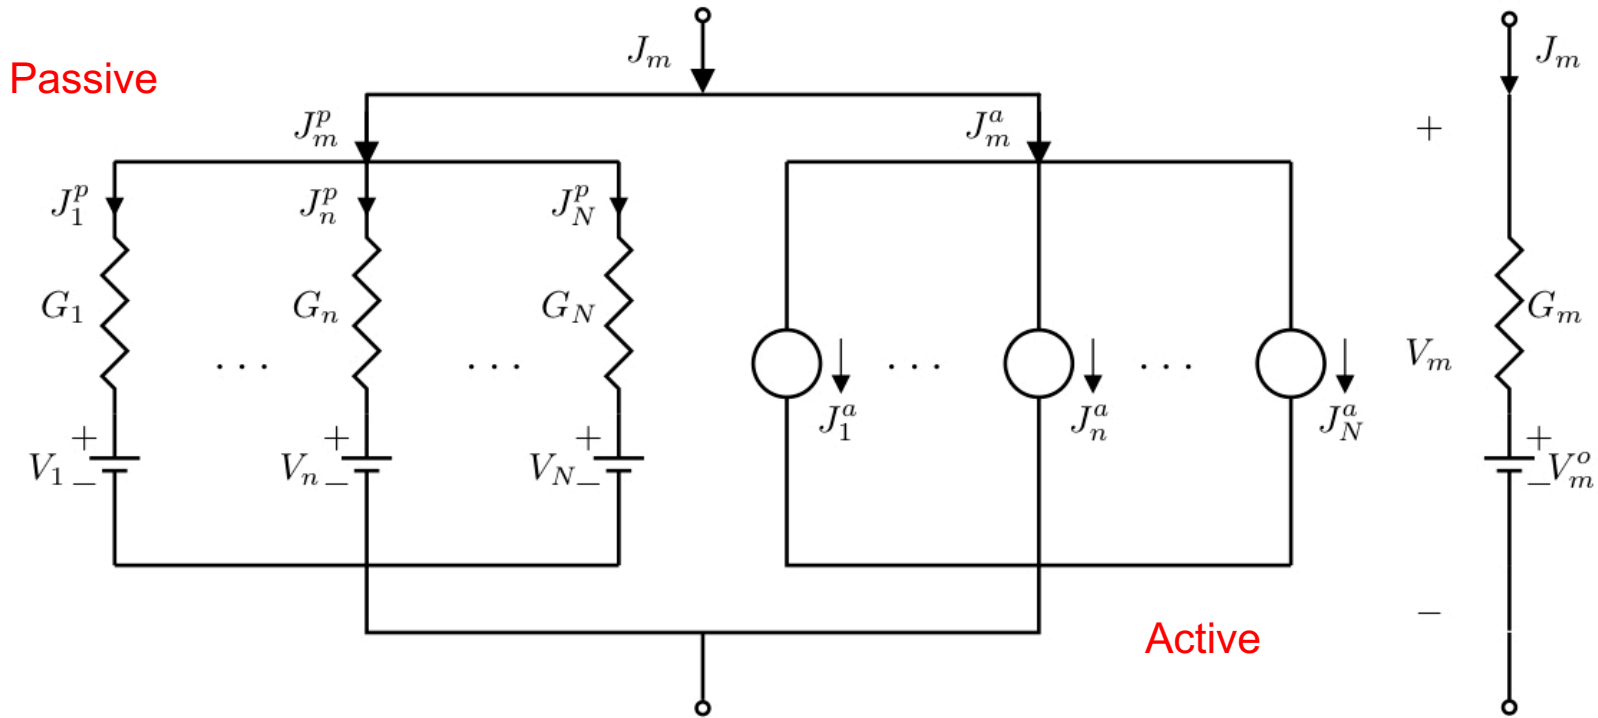 Passive
J_m
J_m^p
J_m^a
J_1^p
J_n^p
J_N^p
G_1
G_n
G_N
. . .
. . .
. . .
. . .
J_1^a
J_n^a
J_N^a
+
V_1
−
+
V_n
−
+
V_N
−
Active
J_m
+
G_m
V_m
+
−
V_m^o
−